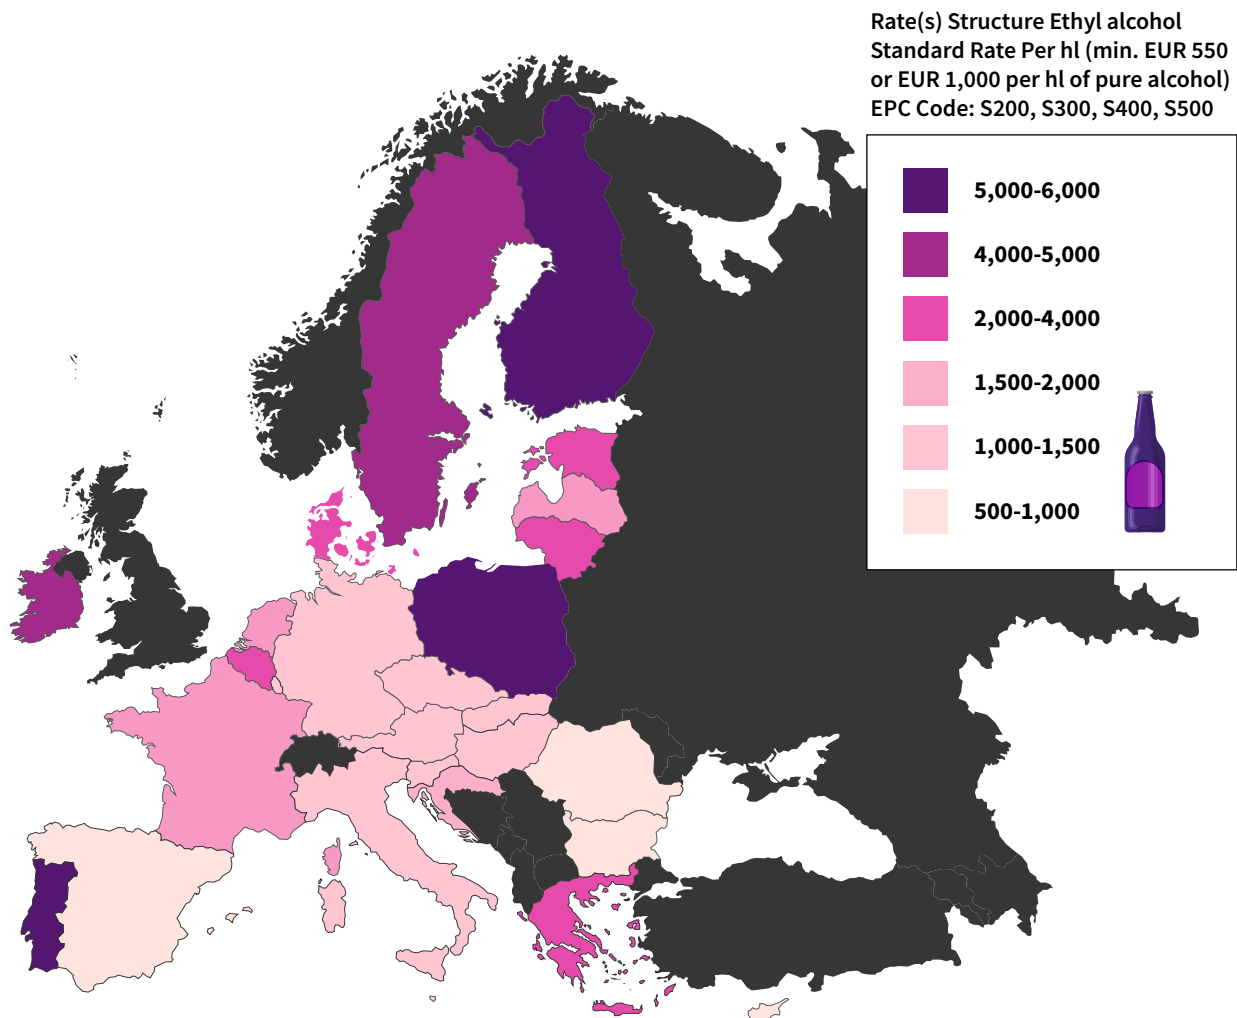 Rate(s) Structure Ethyl alcohol
Standard Rate Per hl (min. EUR 550
or EUR 1,000 per hl of pure alcohol)
EPC Code: S200, S300, S400, S500
5,000-6,000
4,000-5,000
2,000-4,000
1,500-2,000
1,000-1,500
500-1,000